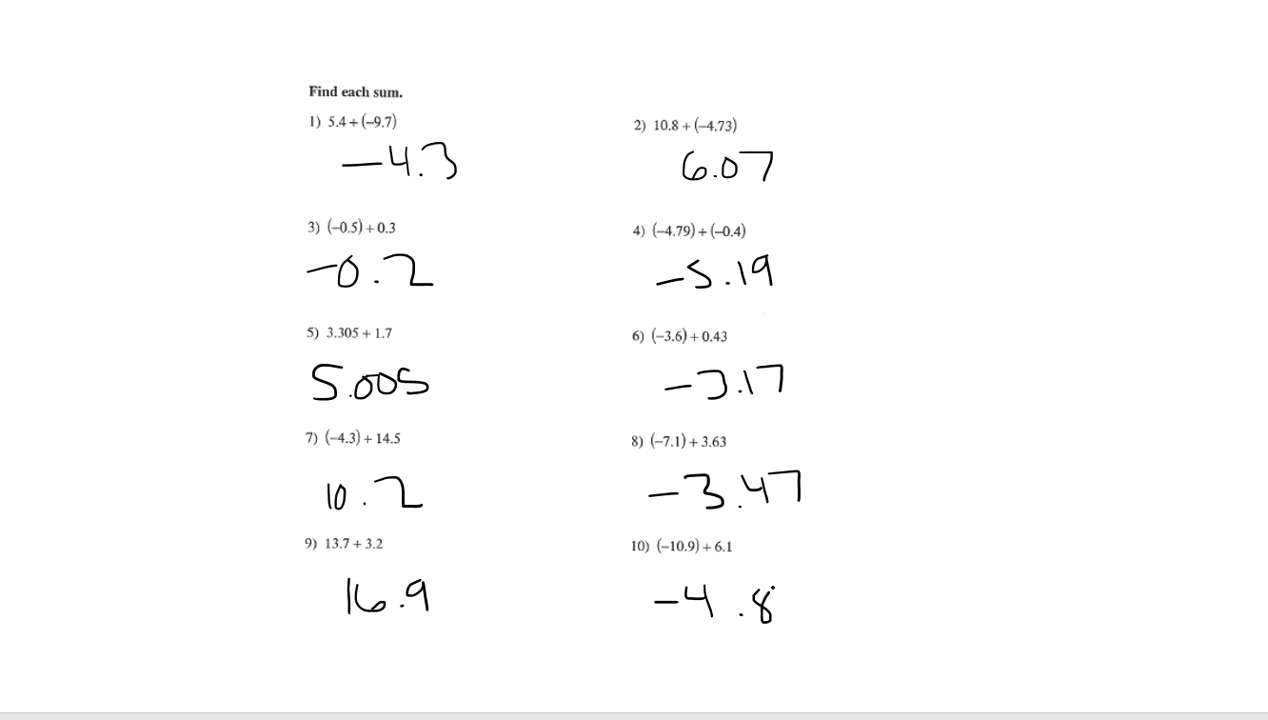 Find each sum.
1) 5.4 + (−9.7)
−4.3
2) 10.8 + (−4.73)
6.07
3) (−0.5) + 0.3
−0.2
4) (−4.79) + (−0.4)
−5.19
5) 3.305 + 1.7
5.005
6) (−3.6) + 0.43
−3.17
7) (−4.3) + 14.5
10.2
8) (−7.1) + 3.63
−3.47
9) 13.7 + 3.2
16.9
10) (−10.9) + 6.1
−4.8